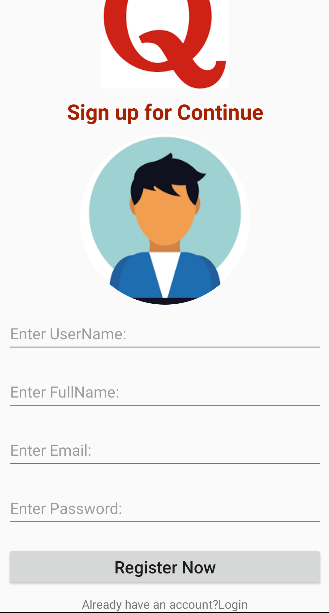 Q
Sign up for Continue
Enter UserName:
Enter FullName:
Enter Email:
Enter Password:
Register Now
Already have an account?Login